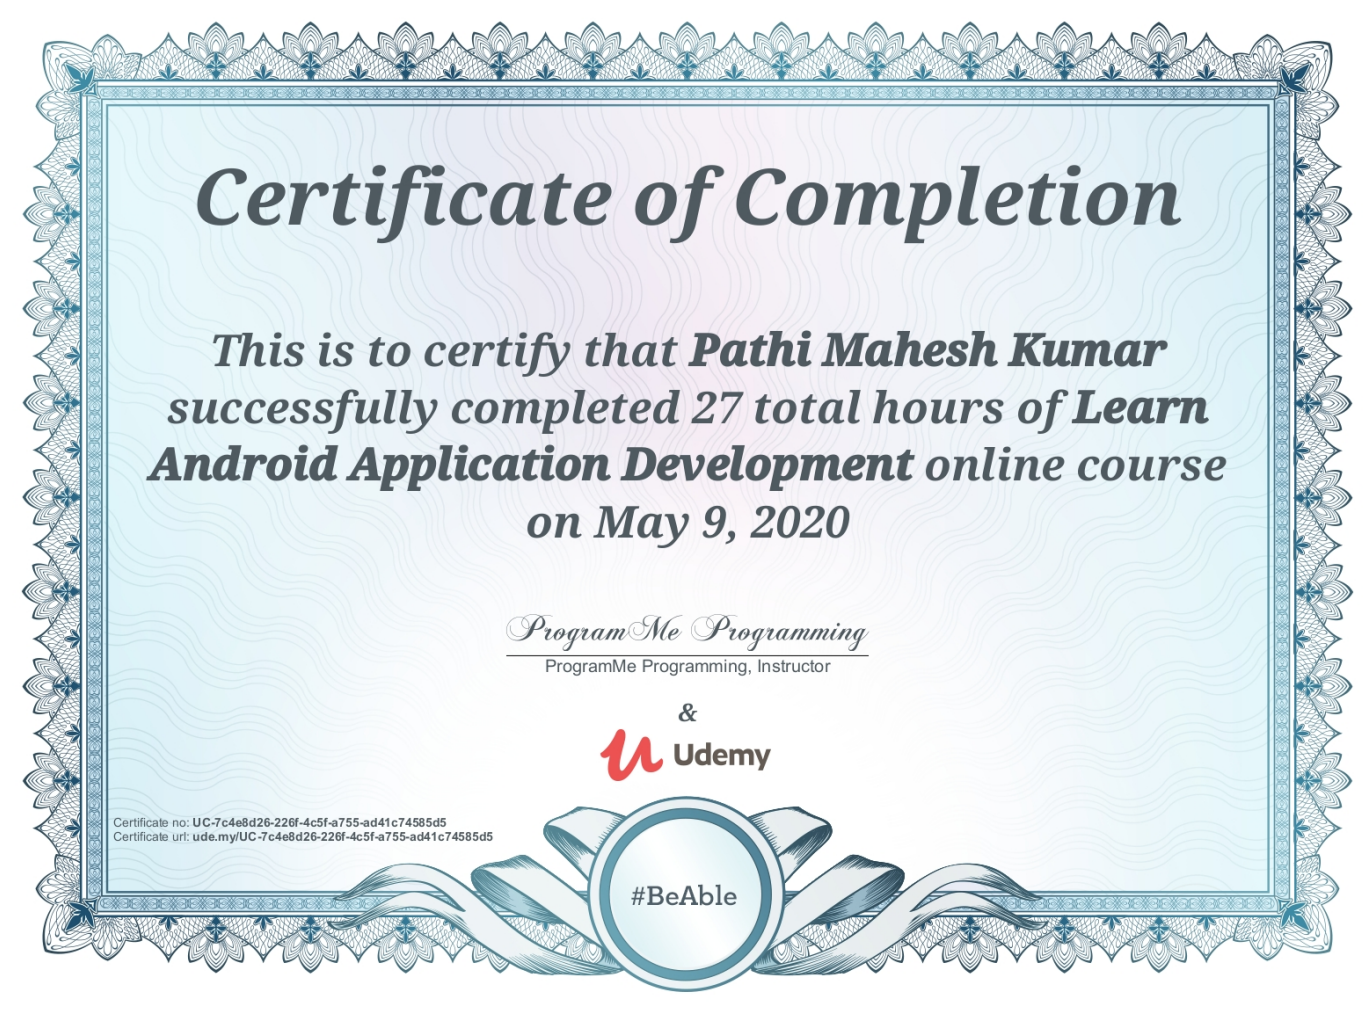 Certificate of Completion
This is to certify that Pathi Mahesh Kumar
successfully completed 27 total hours of Learn
Android Application Development online course
on May 9, 2020
ProgramMe Programming
ProgramMe Programming, Instructor
&
Udemy
Certificate no: UC-7c4e8d26-226f-4c5f-a755-ad41c74585d5
Certificate url: ude.my/UC-7c4e8d26-226f-4c5f-a755-ad41c74585d5
#BeAble